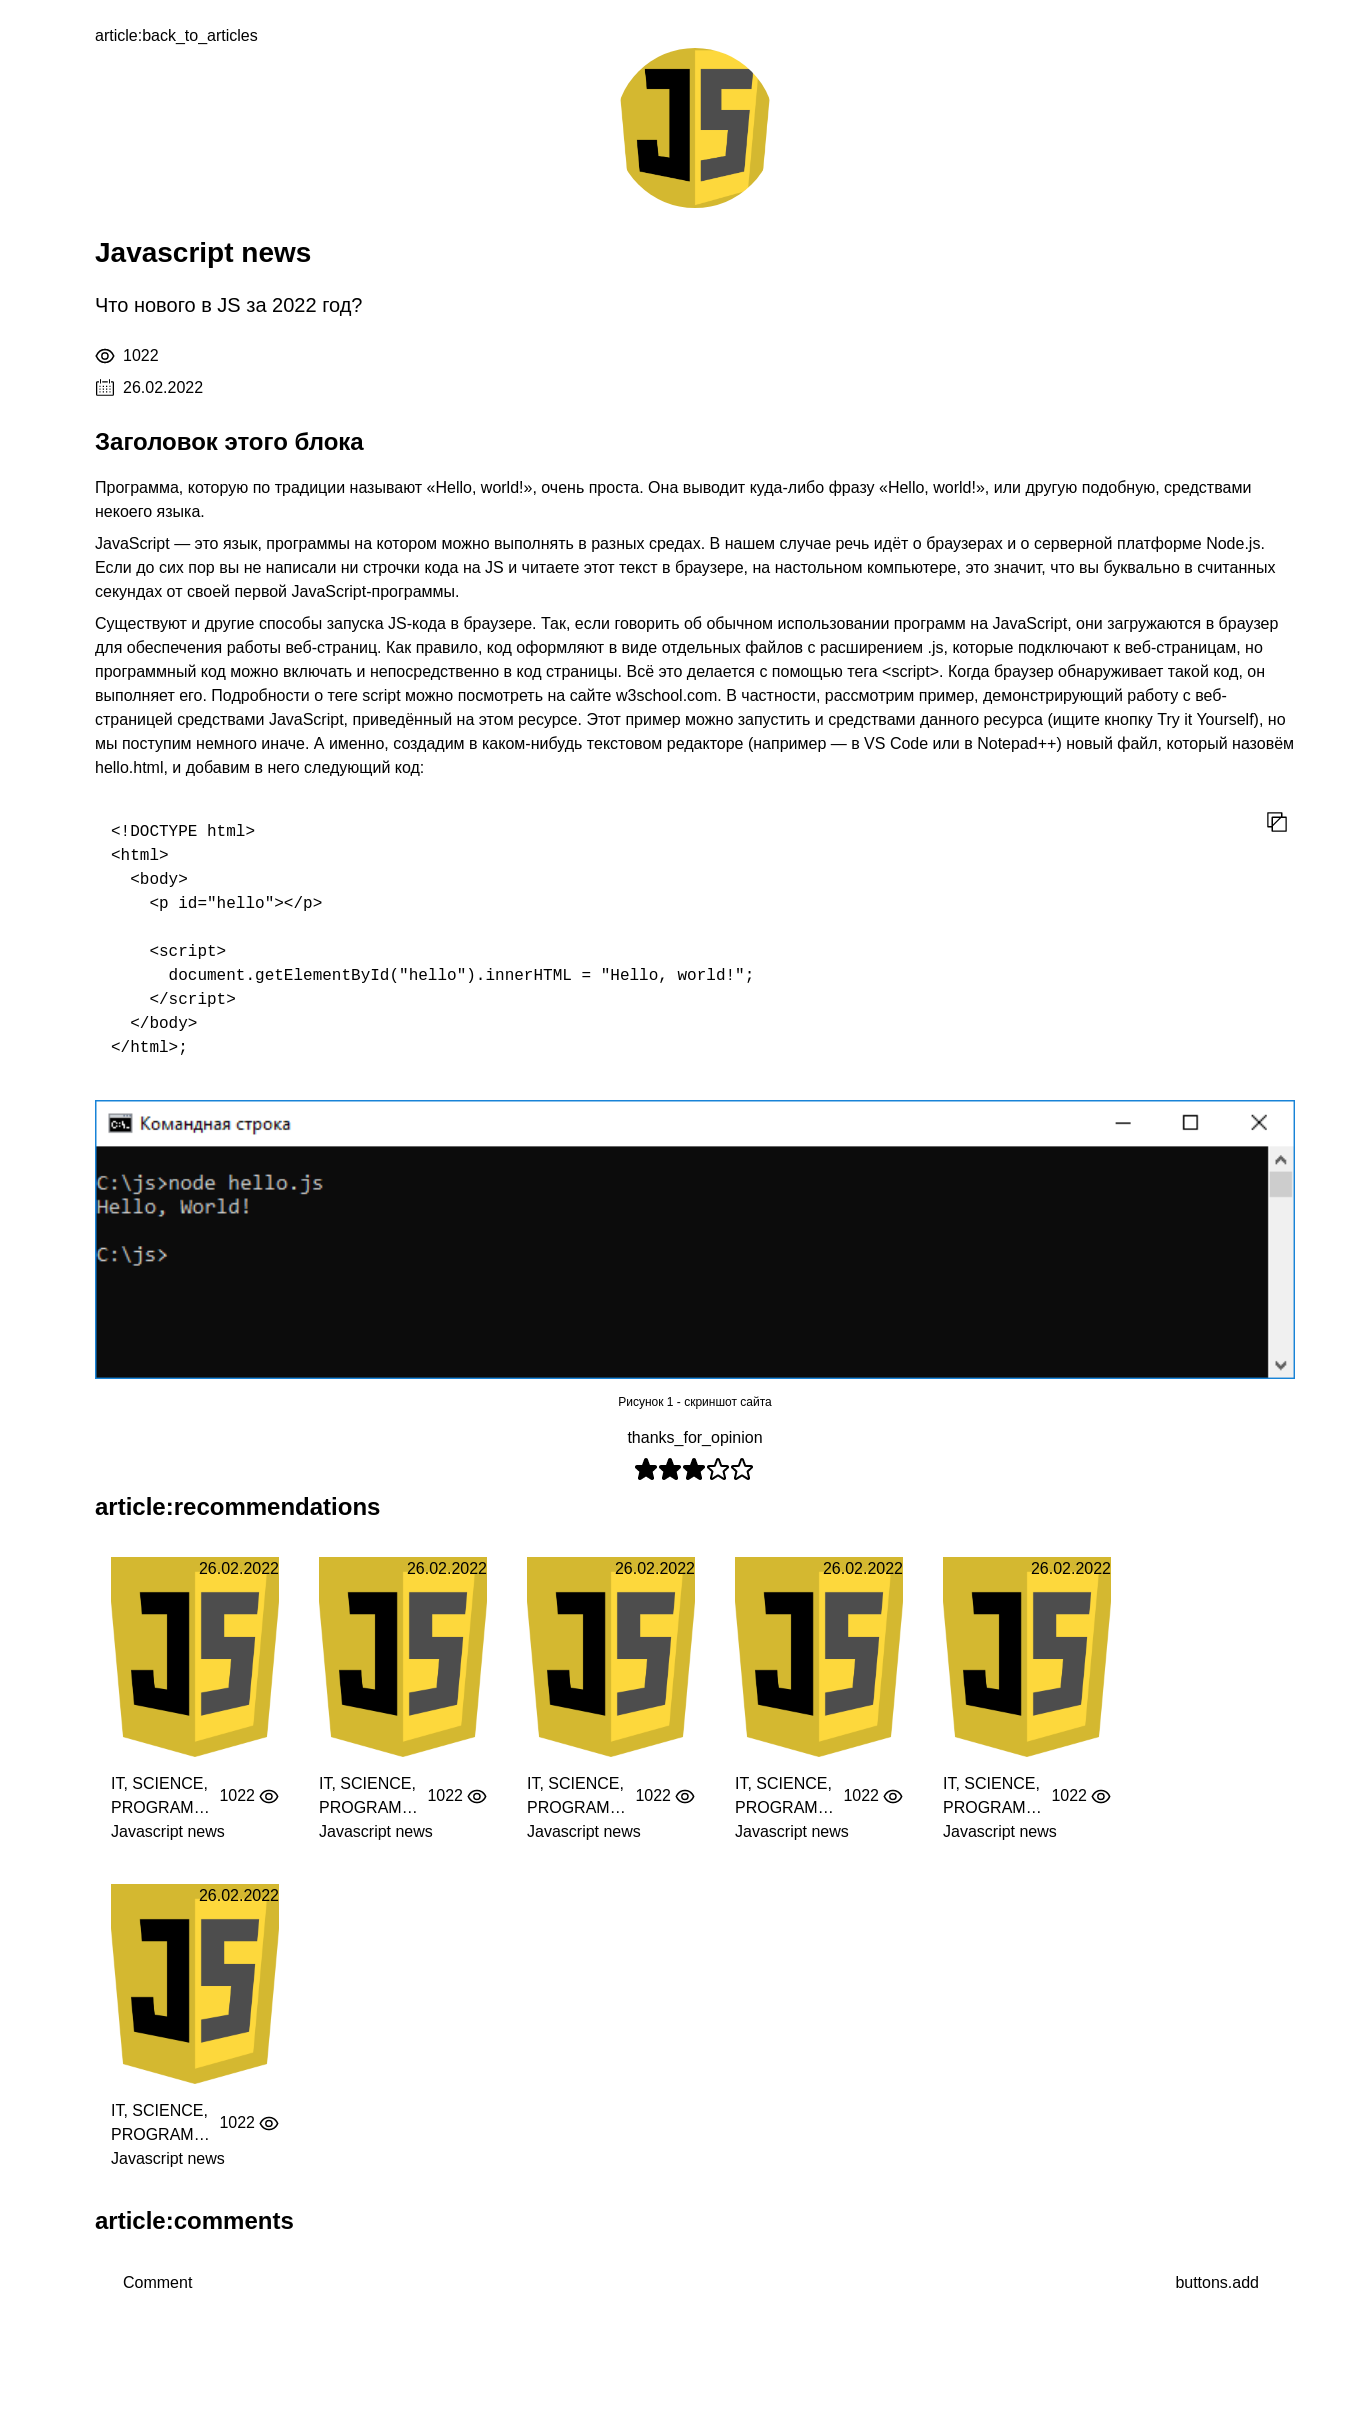 article:back_to_articles
JS
Javascript news
Что нового в JS за 2022 год?
1022
26.02.2022
Заголовок этого блока
Программа, которую по традиции называют «Hello, world!», очень проста. Она выводит куда-либо фразу «Hello, world!», или другую подобную, средствами
некоего языка.
JavaScript — это язык, программы на котором можно выполнять в разных средах. В нашем случае речь идёт о браузерах и о серверной платформе Node.js.
Если до сих пор вы не написали ни строчки кода на JS и читаете этот текст в браузере, на настольном компьютере, это значит, что вы буквально в считанных
секундах от своей первой JavaScript-программы.
Существуют и другие способы запуска JS-кода в браузере. Так, если говорить об обычном использовании программ на JavaScript, они загружаются в браузер
для обеспечения работы веб-страниц. Как правило, код оформляют в виде отдельных файлов с расширением .js, которые подключают к веб-страницам, но
программный код можно включать и непосредственно в код страницы. Всё это делается с помощью тега <script>. Когда браузер обнаруживает такой код, он
выполняет его. Подробности о теге script можно посмотреть на сайте w3school.com. В частности, рассмотрим пример, демонстрирующий работу с веб-
страницей средствами JavaScript, приведённый на этом ресурсе. Этот пример можно запустить и средствами данного ресурса (ищите кнопку Try it Yourself), но
мы поступим немного иначе. А именно, создадим в каком-нибудь текстовом редакторе (например — в VS Code или в Notepad++) новый файл, который назовём
hello.html, и добавим в него следующий код:
<!DOCTYPE html>
<html>
  <body>
    <p id="hello"></p>
    <script>
      document.getElementById("hello").innerHTML = "Hello, world!";
    </script>
  </body>
</html>;
C:\. Командная строка
C:\js>node hello.js
Hello, World!
C:\js>
Рисунок 1 - скриншот сайта
thanks_for_opinion
article:recommendations
26.02.2022 26.02.2022 26.02.2022 26.02.2022 26.02.2022
JS JS JS JS JS
IT, SCIENCE, IT, SCIENCE, IT, SCIENCE, IT, SCIENCE, IT, SCIENCE,
1022 1022 1022 1022 1022
PROGRAM… PROGRAM… PROGRAM… PROGRAM… PROGRAM…
Javascript news Javascript news Javascript news Javascript news Javascript news
26.02.2022
JS
IT, SCIENCE,
1022
PROGRAM…
Javascript news
article:comments
Comment buttons.add